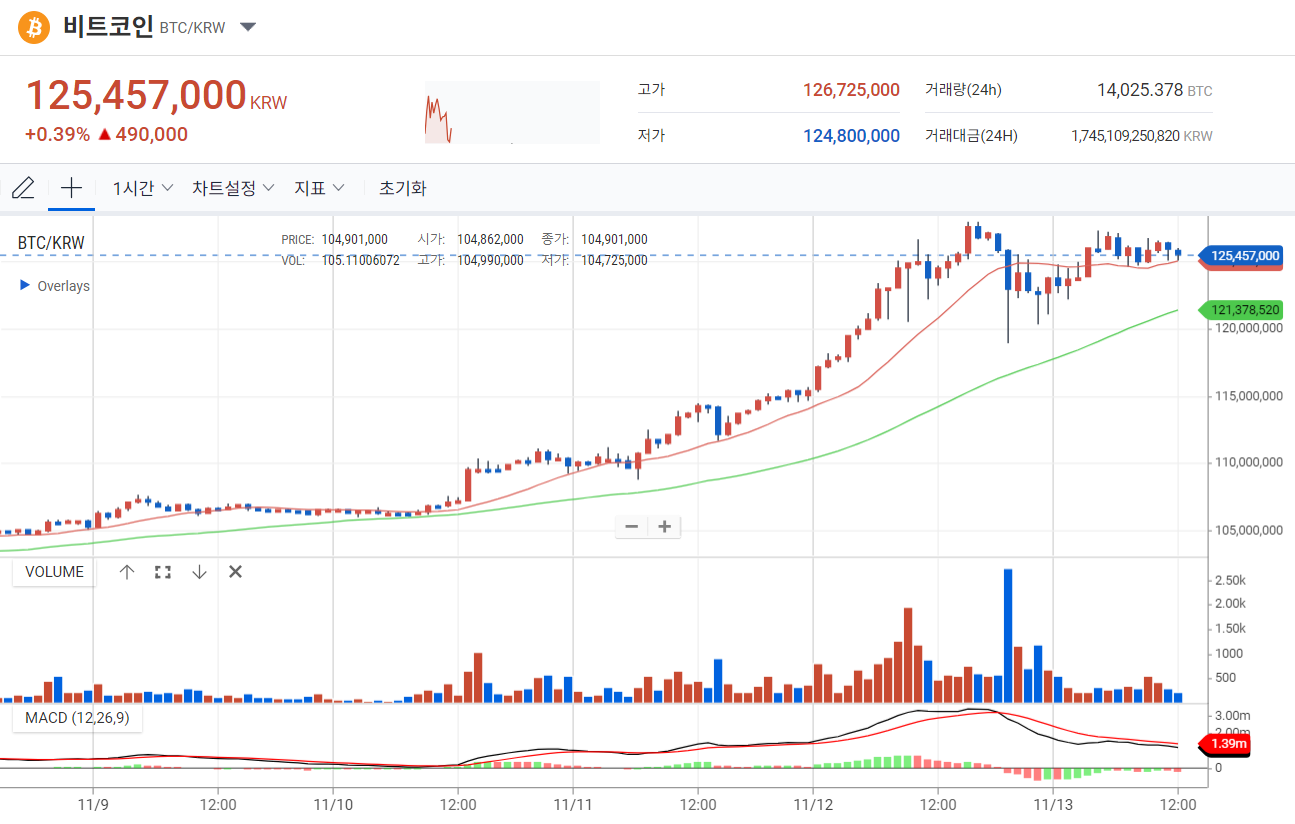 비트코인 BTC/KRW
125,457,000 KRW
+0.39% ▲ 490,000
고가 126,725,000 거래량(24h) 14,025.378 BTC
저가 124,800,000 거래대금(24H) 1,745,109,250,820 KRW
1시간 차트설정 지표 초기화
BTC/KRW
PRICE: 104,901,000 시가: 104,862,000 종가: 104,901,000
VOL: 105.11006072 고가: 104,990,000 저가: 104,725,000
Overlays
125,457,000
121,378,520
120,000,000
115,000,000
110,000,000
105,000,000
VOLUME
2.50k
2.00k
1.50k
1000
500
MACD (12,26,9)
3.00m
2.00m
1.39m
0
11/9 12:00 11/10 12:00 11/11 12:00 11/12 12:00 11/13 12:00